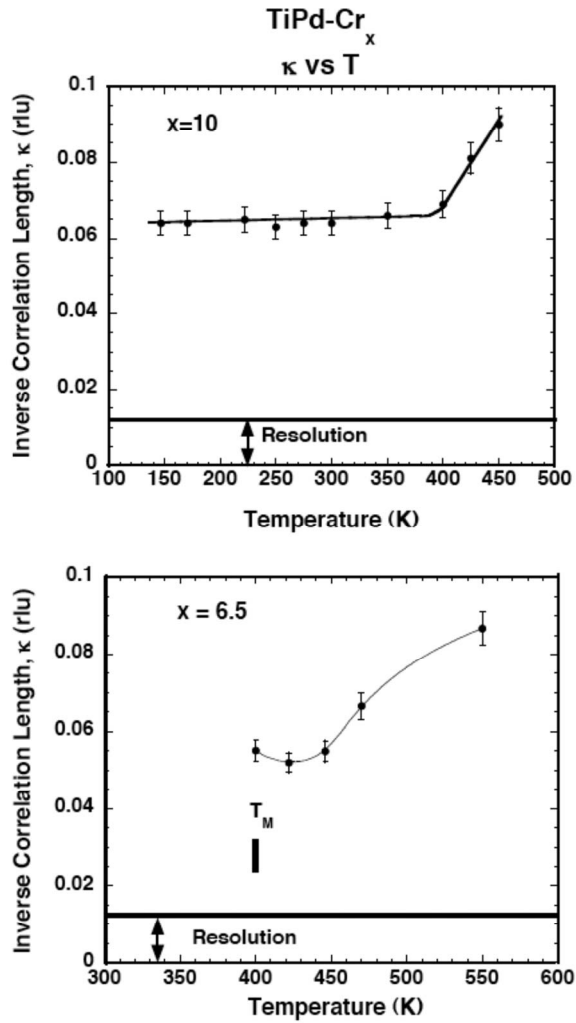 TiPd-Crx
κ vs T
Inverse Correlation Length, κ (rlu)
0.1
0.08
0.06
0.04
0.02
0
x=10
Resolution
100 150 200 250 300 350 400 450 500
Temperature (K)
Inverse Correlation Length, κ (rlu)
0.1
0.08
0.06
0.04
0.02
0
x = 6.5
TM
Resolution
300 350 400 450 500 550 600
Temperature (K)